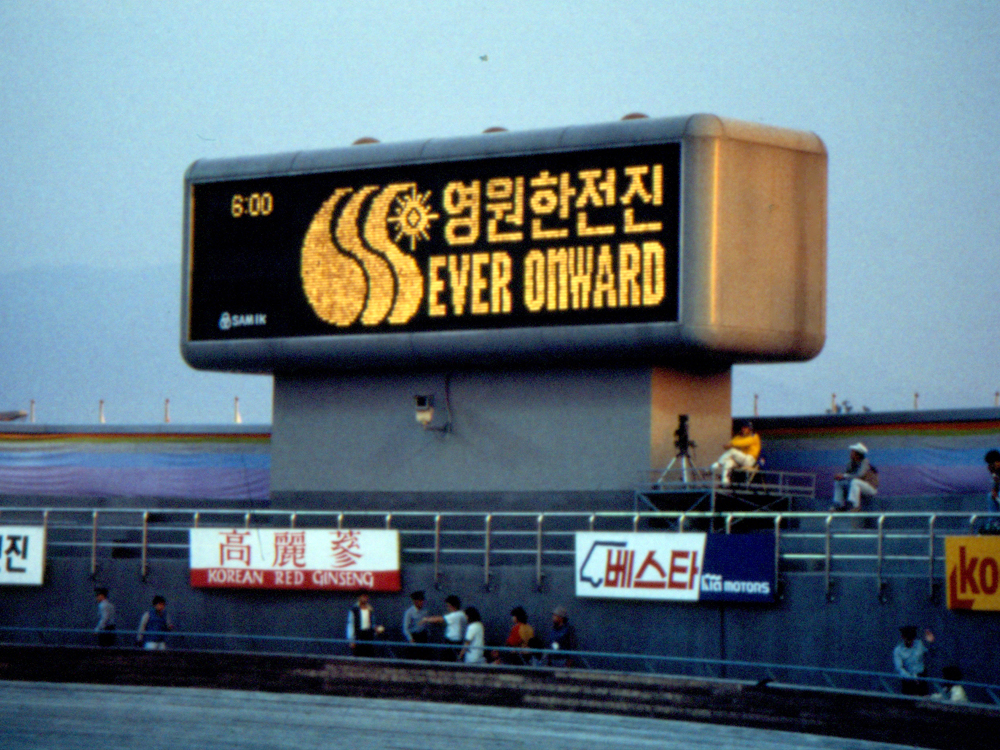 6:00
영원한전진
EVER ONWARD
SAMIK
진
高麗蔘
KOREAN RED GINSENG
베스타
KIA MOTORS
ko